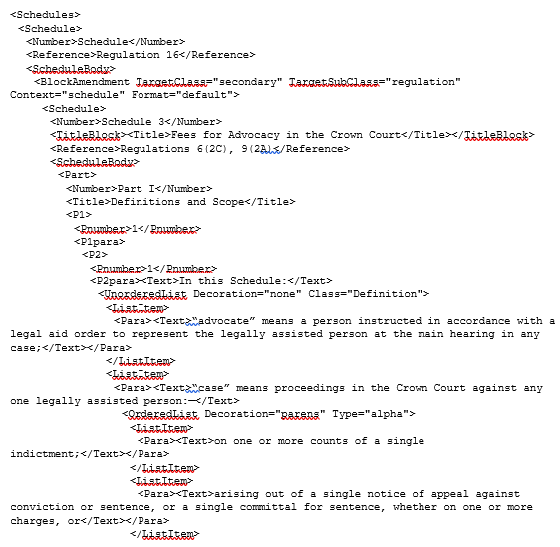 <Schedules>
<Schedule>
<Number>Schedule</Number>
<Reference>Regulation 16</Reference>
<ScheduleBody>
<BlockAmendment TargetClass="secondary" TargetSubClass="regulation"
Context="schedule" Format="default">
<Schedule>
<Number>Schedule 3</Number>
<TitleBlock><Title>Fees for Advocacy in the Crown Court</Title></TitleBlock>
<Reference>Regulations 6(2C), 9(2A)</Reference>
<ScheduleBody>
<Part>
<Number>Part I</Number>
<Title>Definitions and Scope</Title>
<P1>
<Pnumber>1</Pnumber>
<P1para>
<P2>
<Pnumber>1</Pnumber>
<P2para><Text>In this Schedule:</Text>
<UnorderedList Decoration="none" Class="Definition">
<ListItem>
<Para><Text>“advocate” means a person instructed in accordance with a
legal aid order to represent the legally assisted person at the main hearing in any
case;</Text></Para>
</ListItem>
<ListItem>
<Para><Text>“case” means proceedings in the Crown Court against any
one legally assisted person:—</Text>
<OrderedList Decoration="parens" Type="alpha">
<ListItem>
<Para><Text>on one or more counts of a single
indictment;</Text></Para>
</ListItem>
<ListItem>
<Para><Text>arising out of a single notice of appeal against
conviction or sentence, or a single committal for sentence, whether on one or more
charges, or</Text></Para>
</ListItem>